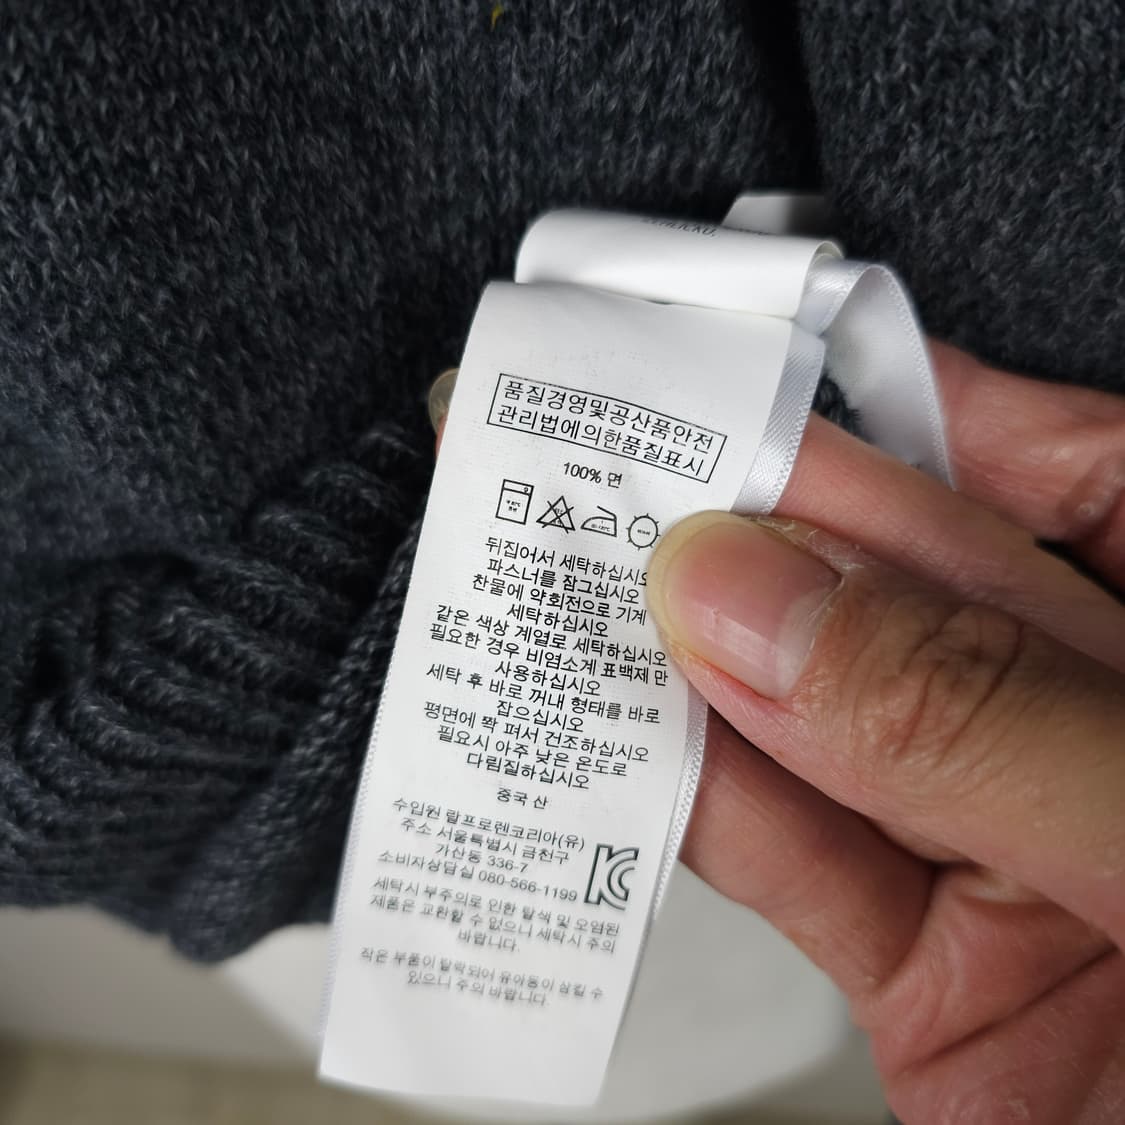 품질경영및공산품안전
관리법에의한품질표시
100% 면
뒤집어서 세탁하십시오
파스너를 잠그십시오
찬물에 약회전으로 기계
세탁하십시오
같은 색상 계열로 세탁하십시오
필요한 경우 비염소계 표백제 만
사용하십시오
세탁 후 바로 꺼내 형태를 바로
잡으십시오
평면에 쫙 펴서 건조하십시오
필요시 아주 낮은 온도로
다림질하십시오
중국 산
수입원 랄프로렌코리아(유)
주소 서울특별시 금천구
가산동 336-7
소비자상담실 080-566-1199
세탁시 부주의로 인한 탈색 및 오염된
제품은 교환할 수 없으니 세탁시 주의
바랍니다.
작은 부품이 탈락되어 유아동이 삼킬 수
있으니 주의 바랍니다.